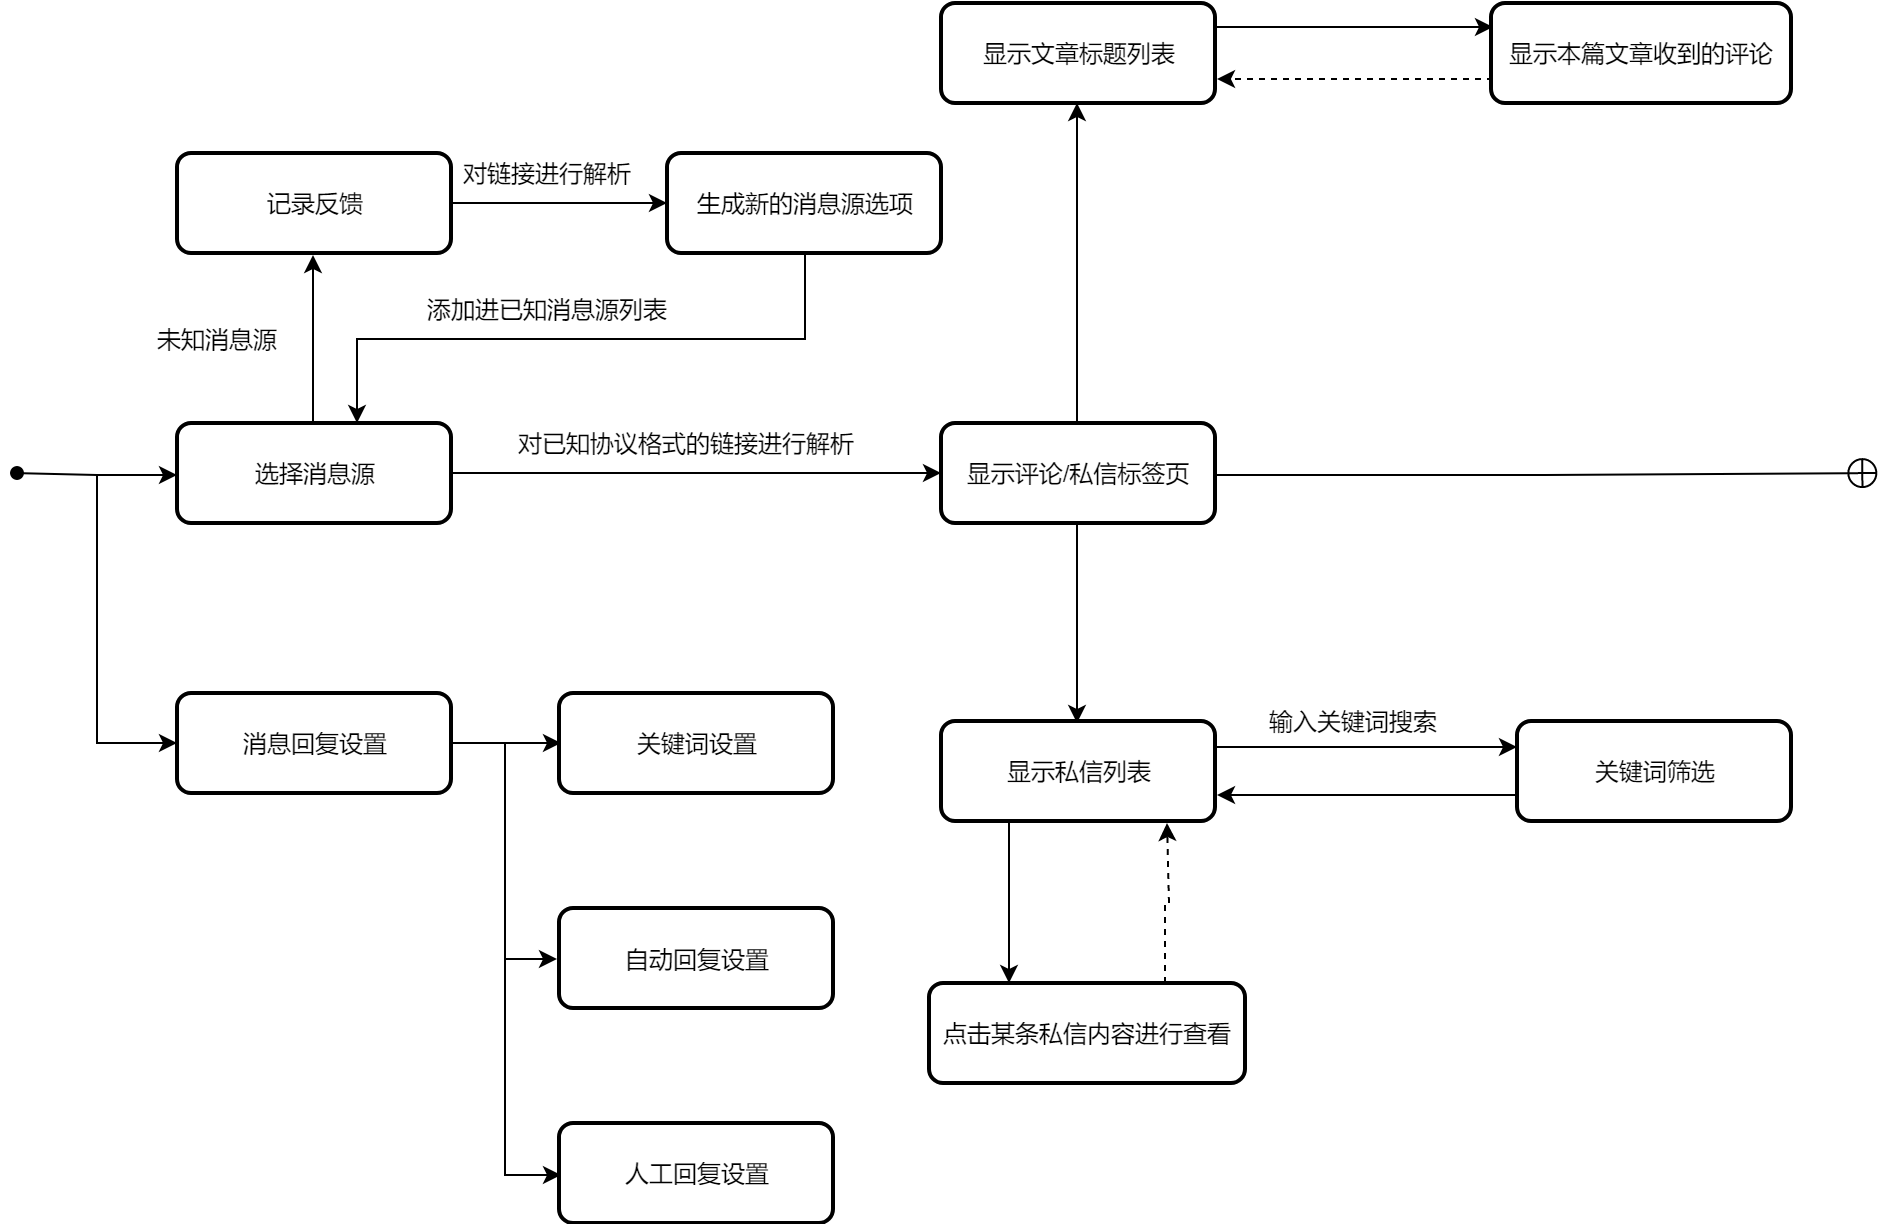 显示文章标题列表
显示本篇文章收到的评论
记录反馈
对链接进行解析
生成新的消息源选项
添加进已知消息源列表
未知消息源
选择消息源
对已知协议格式的链接进行解析
显示评论/私信标签页
消息回复设置
关键词设置
显示私信列表
输入关键词搜索
关键词筛选
自动回复设置
点击某条私信内容进行查看
人工回复设置